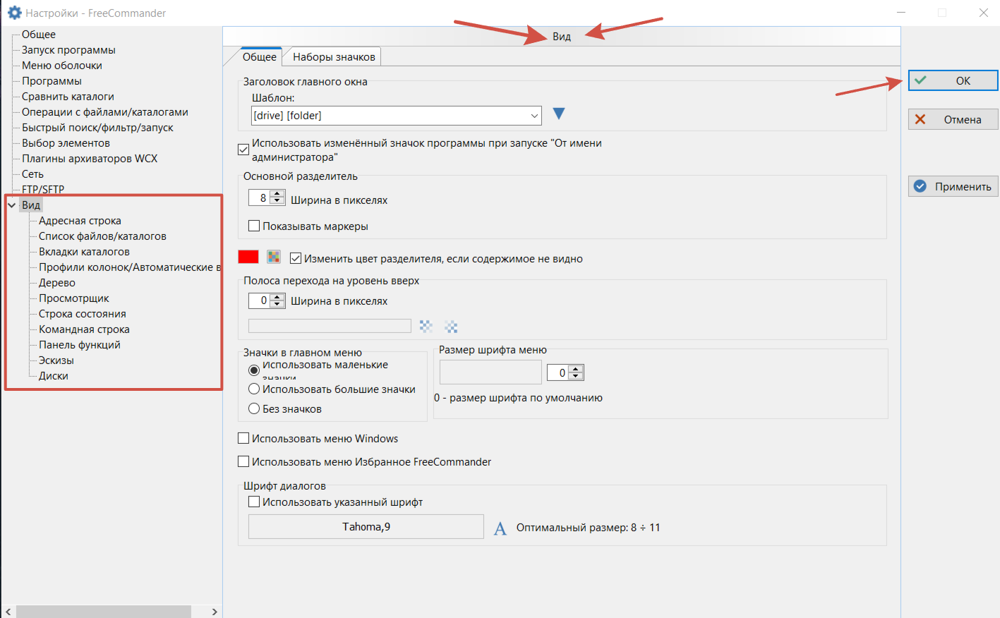 Настройки - FreeCommander
Общее
Запуск программы
Меню оболочки
Программы
Сравнить каталоги
Операции с файлами/каталогами
Быстрый поиск/фильтр/запуск
Выбор элементов
Плагины архиваторов WCX
Сеть
FTP/SFTP
Вид
Адресная строка
Список файлов/каталогов
Вкладки каталогов
Профили колонок/Автоматические в
Дерево
Просмотрщик
Строка состояния
Командная строка
Панель функций
Эскизы
Диски
Вид
Общее
Наборы значков
Заголовок главного окна
Шаблон:
[drive] [folder]
Использовать изменённый значок программы при запуске "От имени
администратора"
Основной разделитель
8 Ширина в пикселях
Показывать маркеры
Изменить цвет разделителя, если содержимое не видно
Полоса перехода на уровень вверх
0 Ширина в пикселях
Значки в главном меню
Использовать маленькие
значки
Использовать большие значки
Без значков
Размер шрифта меню
0
0 - размер шрифта по умолчанию
Использовать меню Windows
Использовать меню Избранное FreeCommander
Шрифт диалогов
Использовать указанный шрифт
Tahoma,9
A Оптимальный размер: 8 ÷ 11
OK
Отмена
Применить